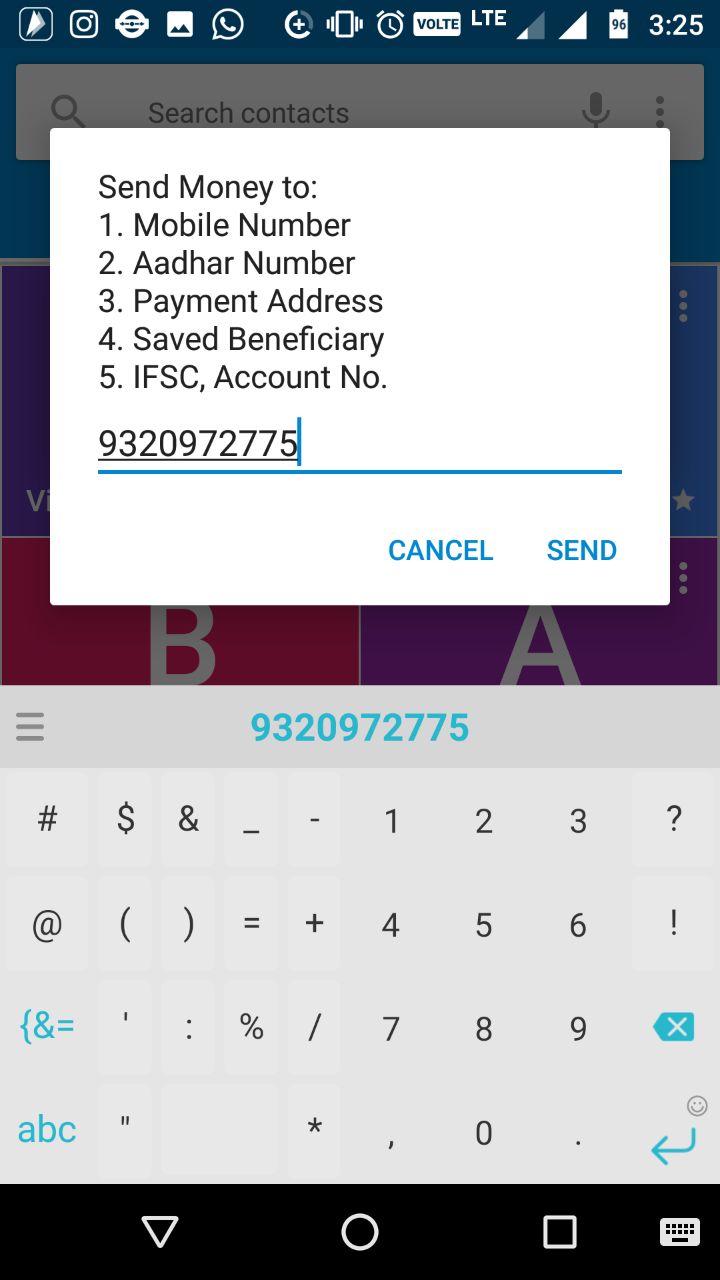 VOLTE LTE 96 3:25
Search contacts
Send Money to:
1. Mobile Number
2. Aadhar Number
3. Payment Address
4. Saved Beneficiary
5. IFSC, Account No.
9320972775
Vi
CANCEL SEND
B A
9320972775
# $ & _ - 1 2 3 ?
@ ( ) = + 4 5 6 !
{&= ' : % / 7 8 9
abc " * , 0 .